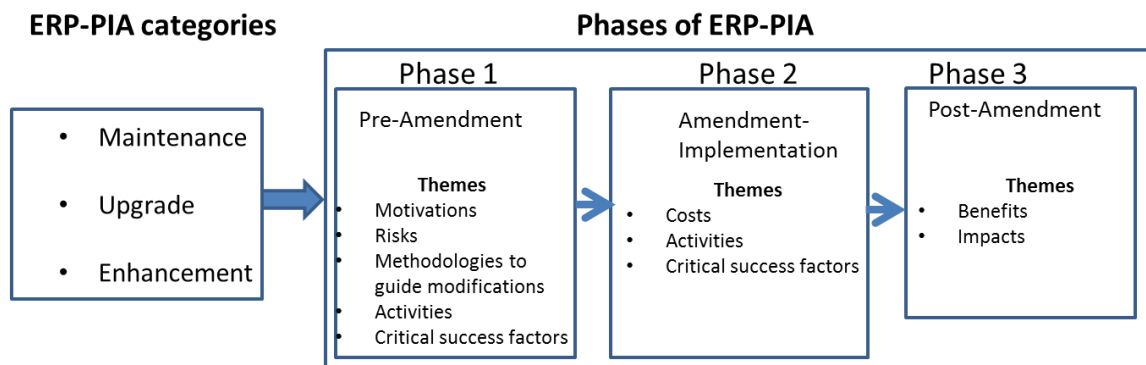 ERP-PIA categories
Phases of ERP-PIA
• Maintenance
• Upgrade
• Enhancement
Phase 1
Pre-Amendment
Themes
• Motivations
• Risks
• Methodologies to
guide modifications
• Activities
• Critical success factors
Phase 2
Amendment-
Implementation
Themes
• Costs
• Activities
• Critical success factors
Phase 3
Post-Amendment
Themes
• Benefits
• Impacts